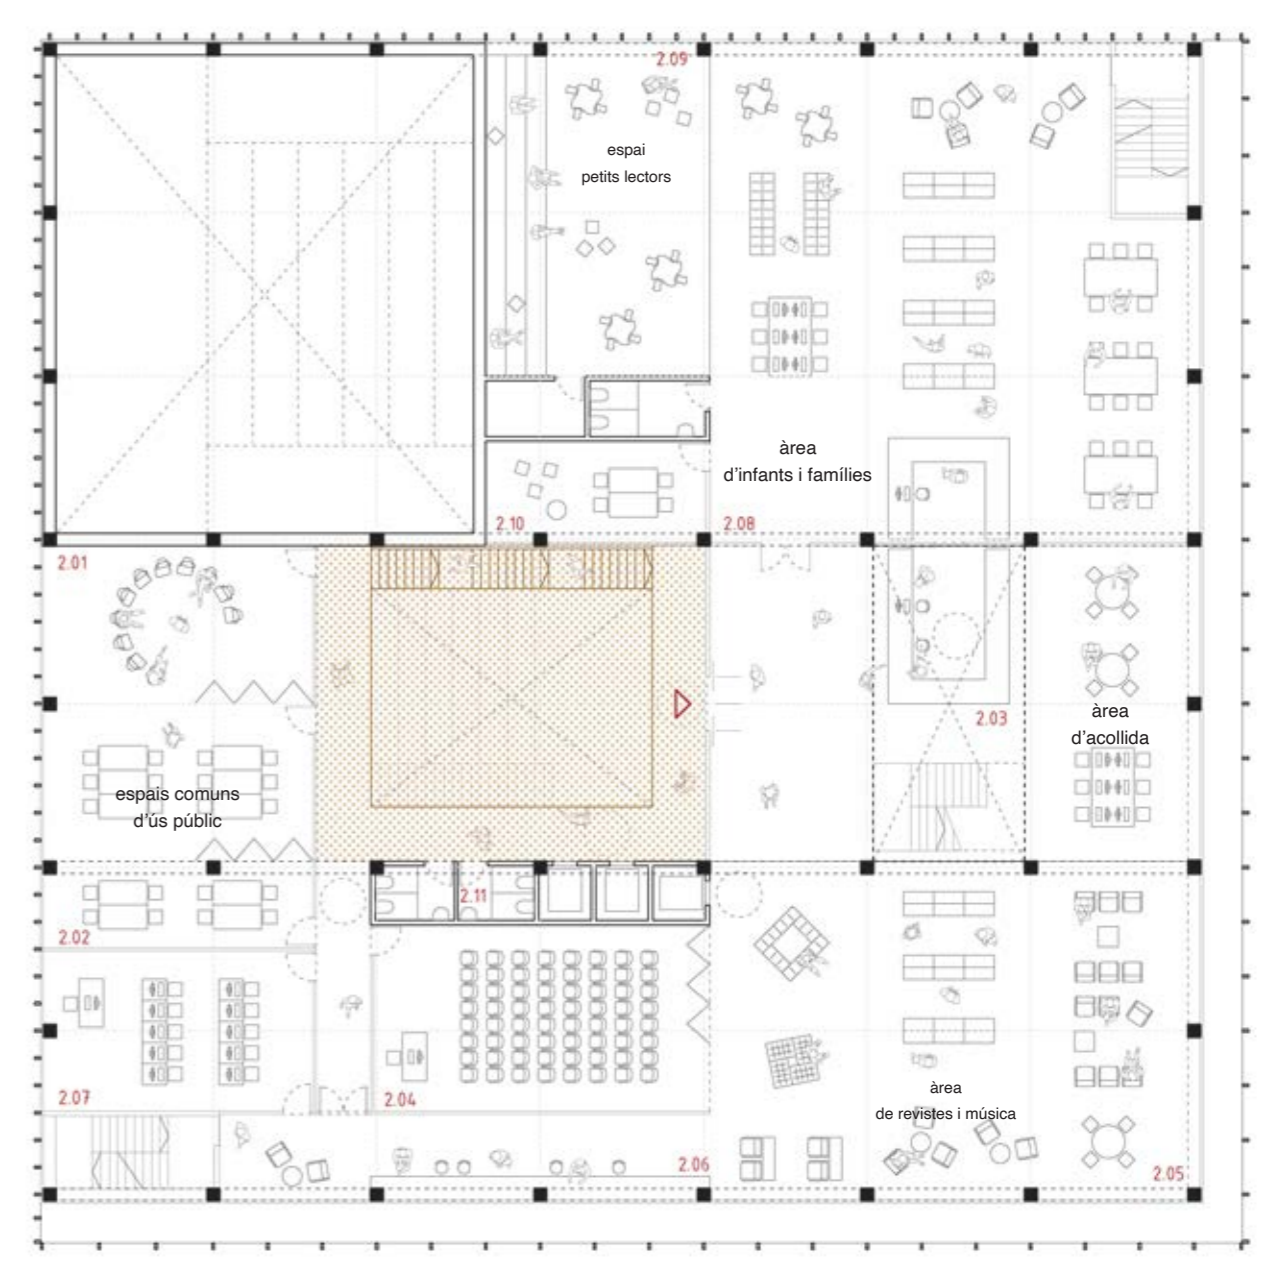 2.09
espai
petits lectors
àrea
d'infants i famílies
2.10
2.08
2.01
2.03
àrea
d'acollida
espais comuns
d'ús públic
2.11
2.02
2.07
2.04
àrea
de revistes i música
2.06
2.05